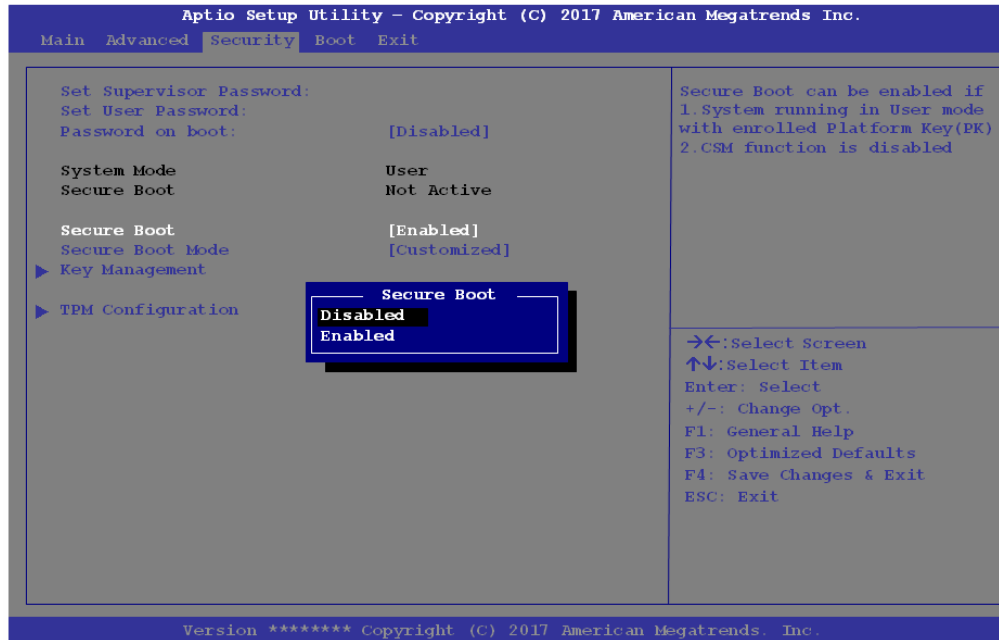 Aptio Setup Utility – Copyright (C) 2017 American Megatrends Inc.
Main Advanced Security Boot Exit
Set Supervisor Password:
Set User Password:
Password on boot: [Disabled]
System Mode User
Secure Boot Not Active
Secure Boot [Enabled]
Secure Boot Mode [Customized]
Key Management
TPM Configuration
Secure Boot
Disabled
Enabled
Secure Boot can be enabled if
1.System running in User mode
with enrolled Platform Key(PK)
2.CSM function is disabled
→←:Select Screen
↑↓:Select Item
Enter: Select
+/-: Change Opt.
F1: General Help
F3: Optimized Defaults
F4: Save Changes & Exit
ESC: Exit
Version ******** Copyright (C) 2017 American Megatrends. Inc.